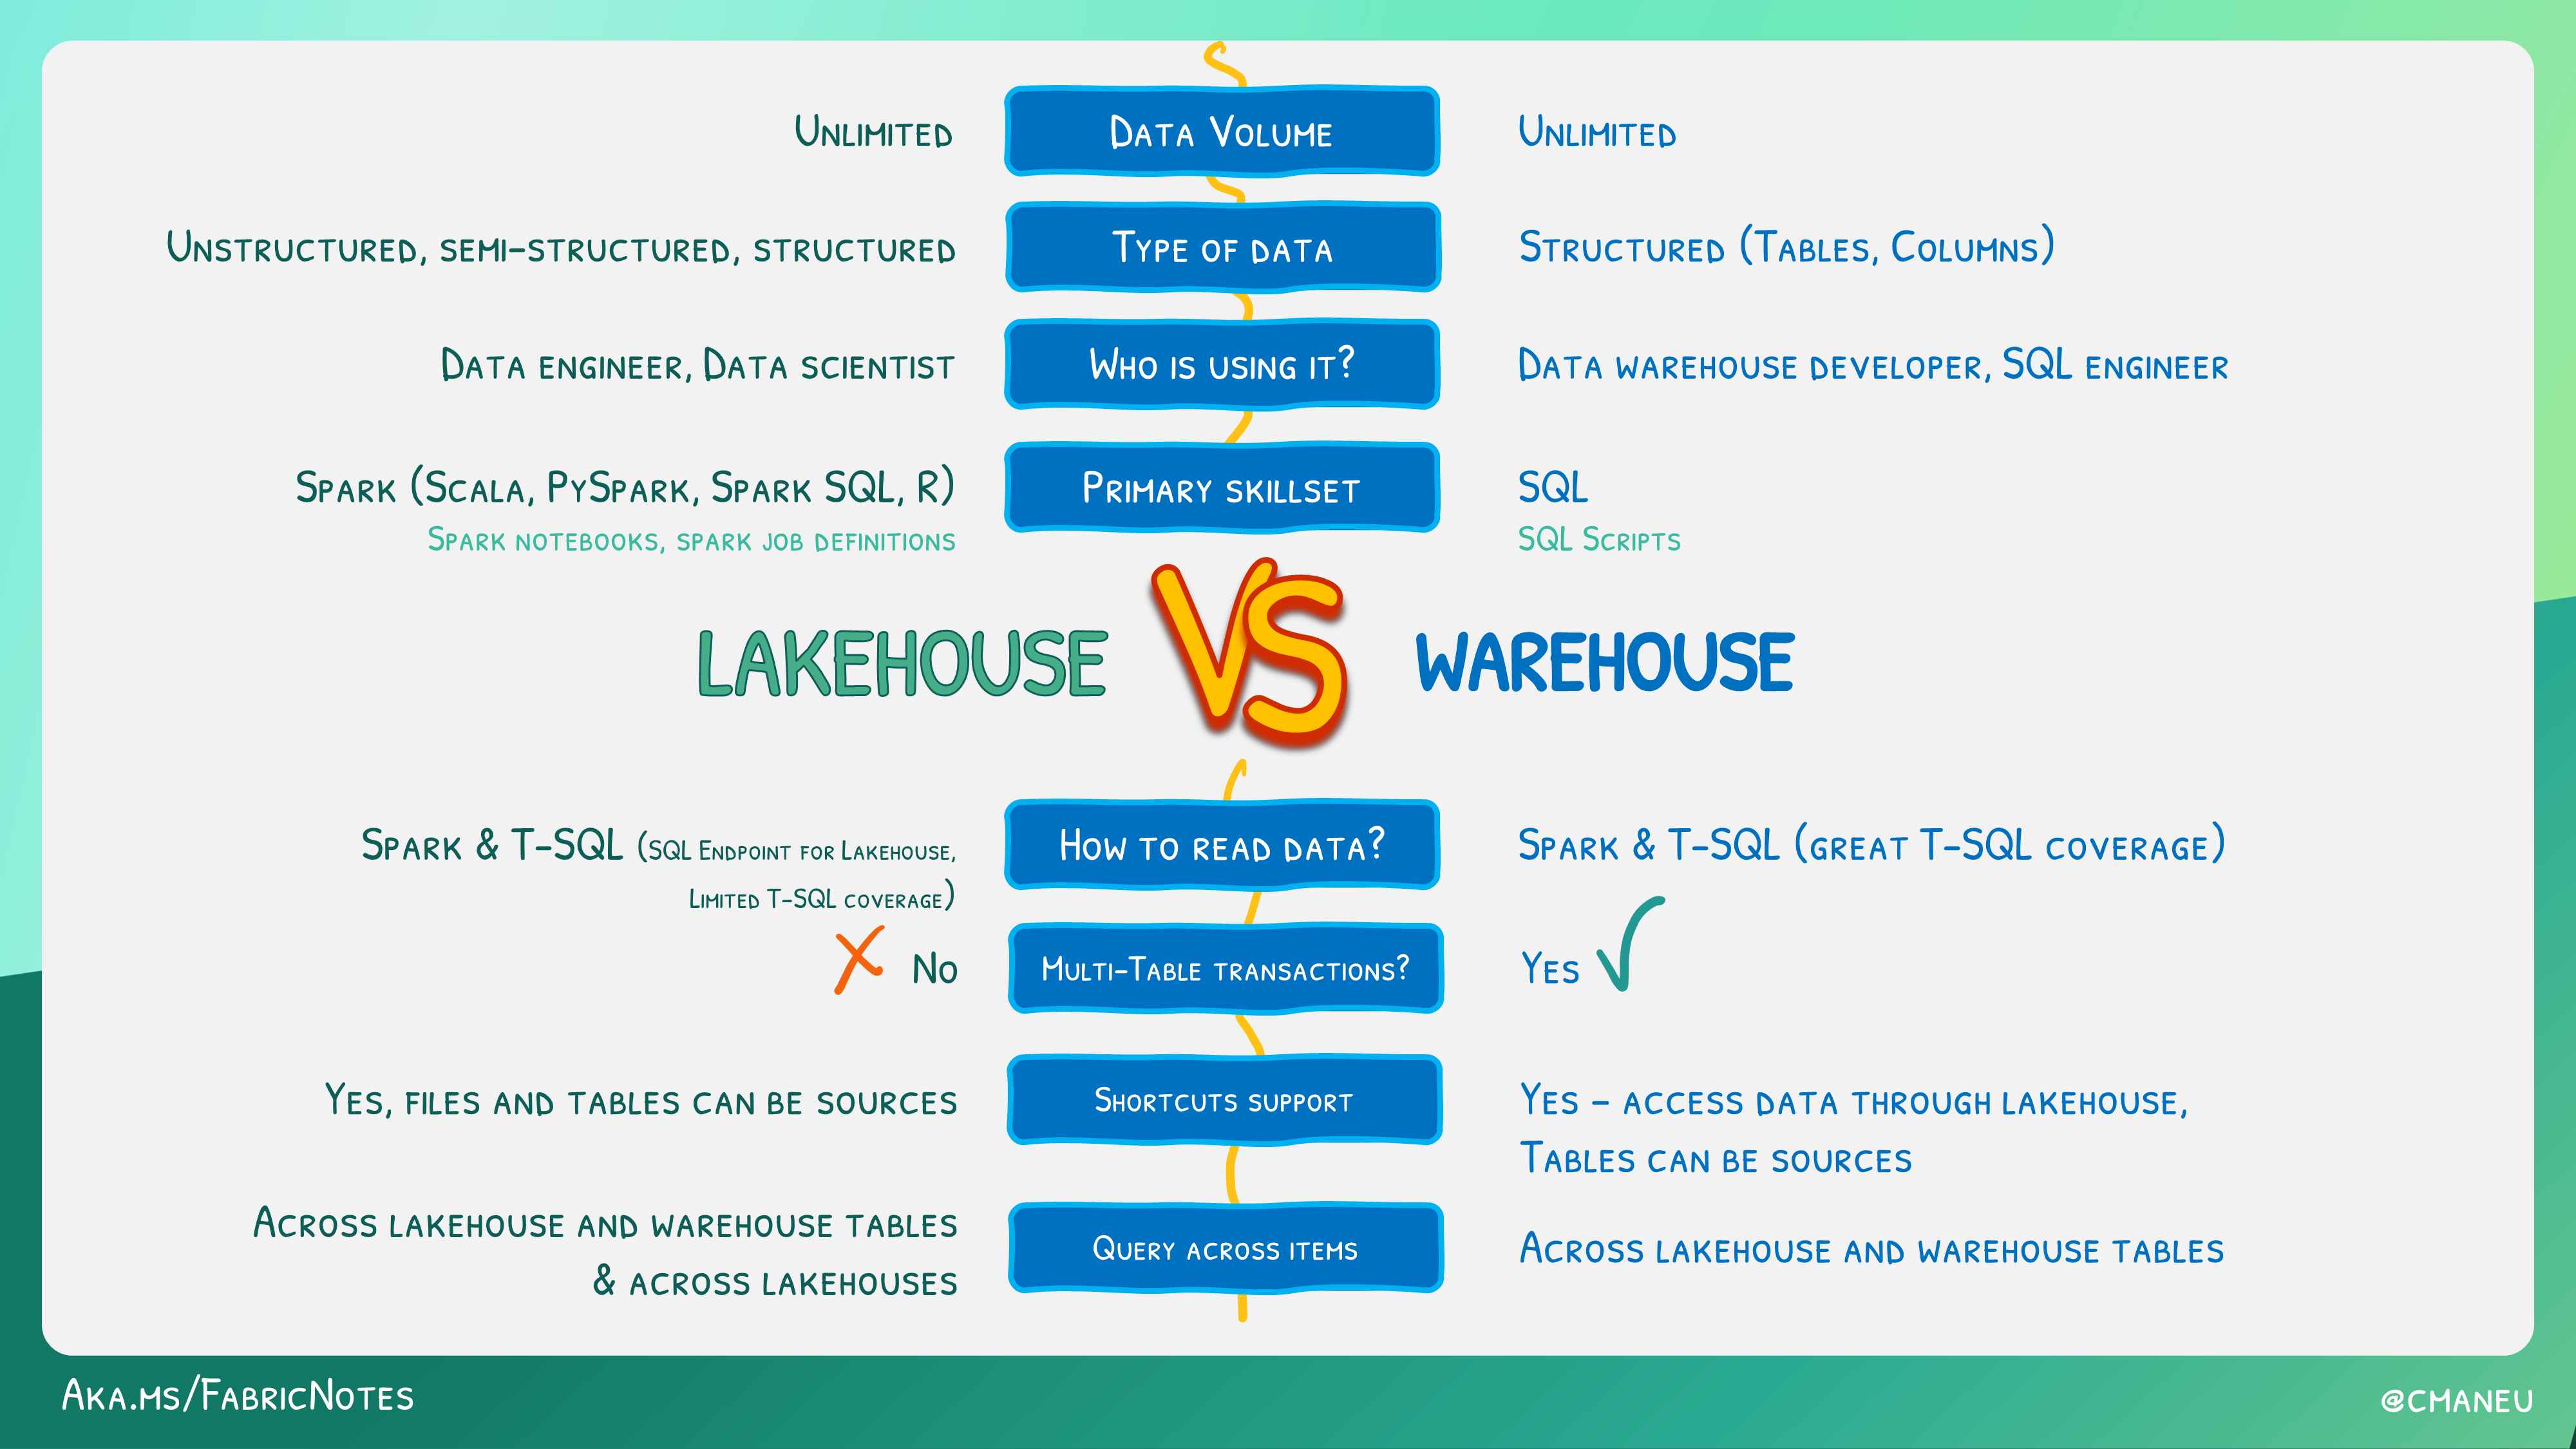 Unlimited
Data Volume
Unlimited
Unstructured, semi-structured, structured
Type of data
Structured (Tables, Columns)
Data engineer, Data scientist
Who is using it?
Data warehouse developer, SQL engineer
Spark (Scala, PySpark, Spark SQL, R)
Spark notebooks, spark job definitions
Primary skillset
SQL
SQL Scripts
LAKEHOUSE
VS
WAREHOUSE
Spark & T-SQL (SQL Endpoint for Lakehouse,
Limited T-SQL coverage)
How to read data?
Spark & T-SQL (great T-SQL coverage)
No
Multi-Table transactions?
Yes
Yes, files and tables can be sources
Shortcuts support
Yes - access data through lakehouse,
Tables can be sources
Across lakehouse and warehouse tables
& across lakehouses
Query across items
Across lakehouse and warehouse tables
Aka.ms/FabricNotes
@cmaneu